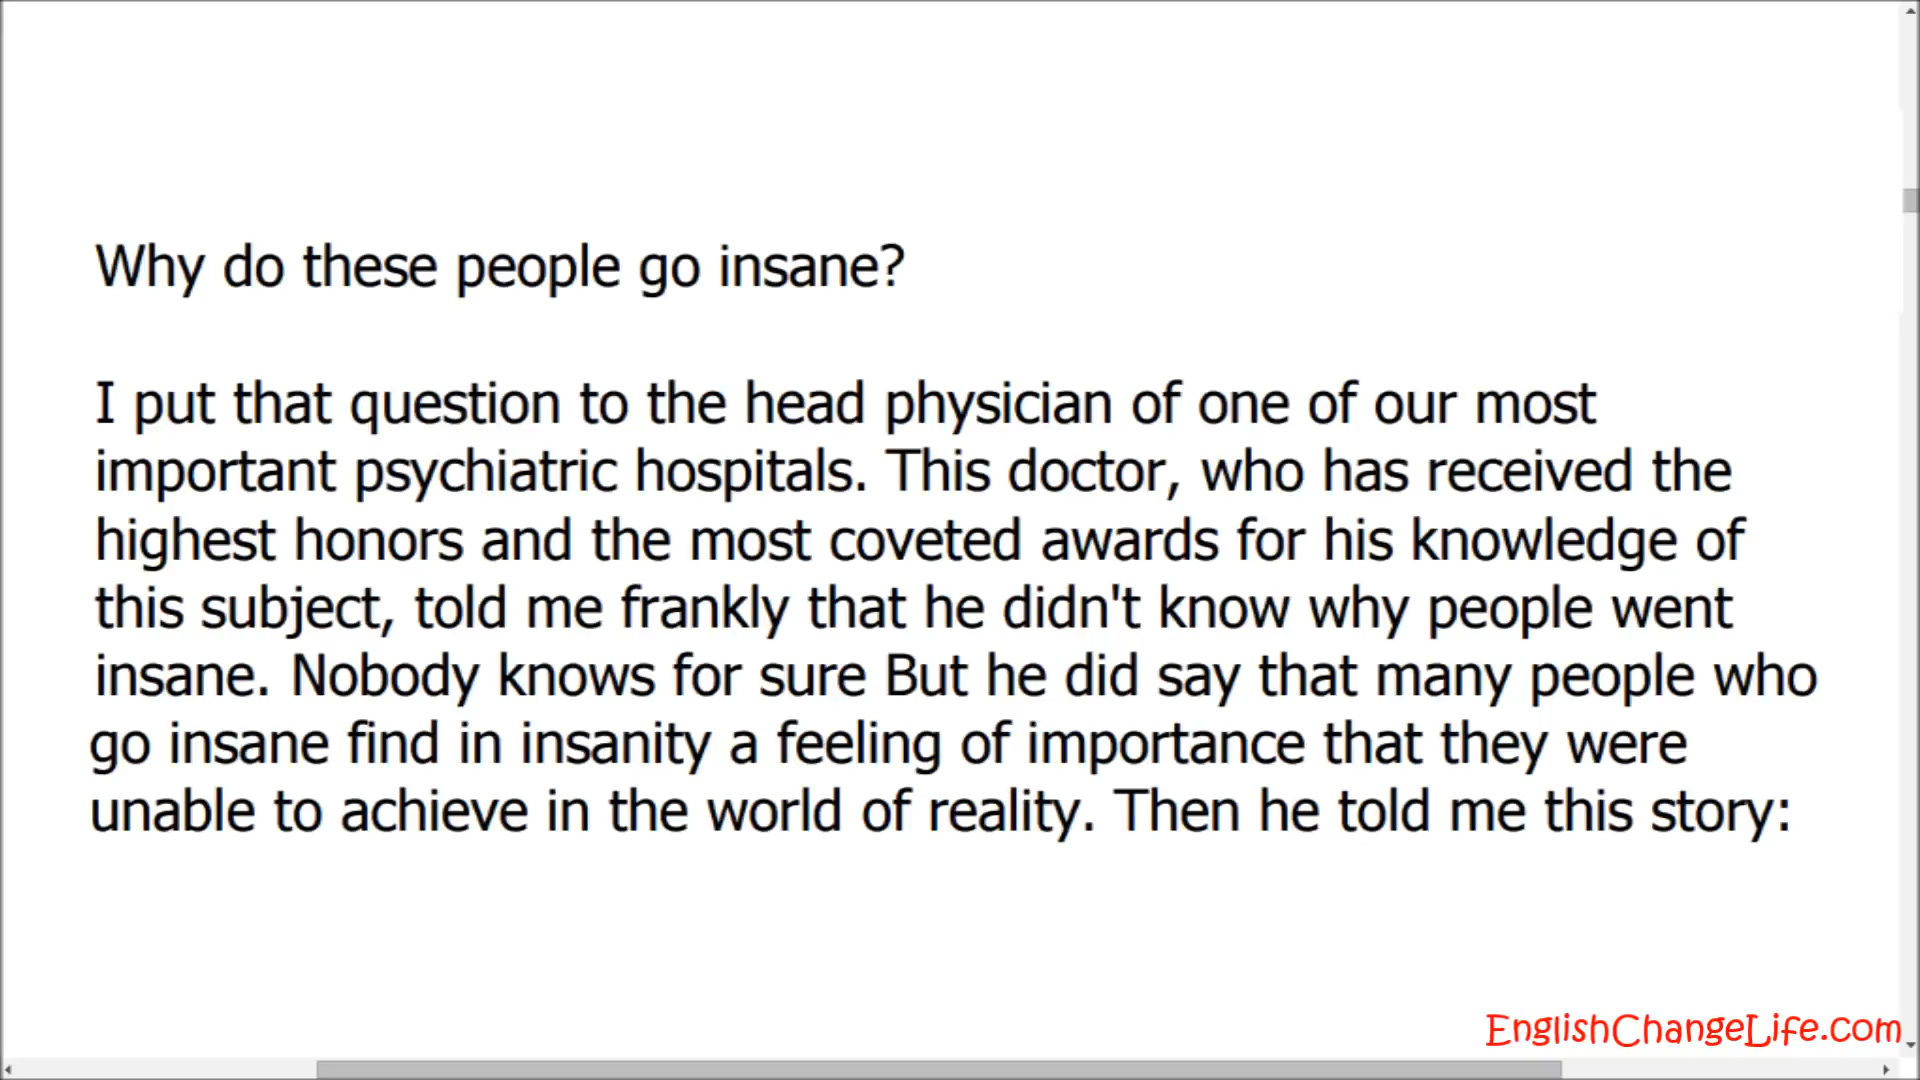 Why do these people go insane?
I put that question to the head physician of one of our most
important psychiatric hospitals. This doctor, who has received the
highest honors and the most coveted awards for his knowledge of
this subject, told me frankly that he didn't know why people went
insane. Nobody knows for sure But he did say that many people who
go insane find in insanity a feeling of importance that they were
unable to achieve in the world of reality. Then he told me this story:
EnglishChangeLife.com